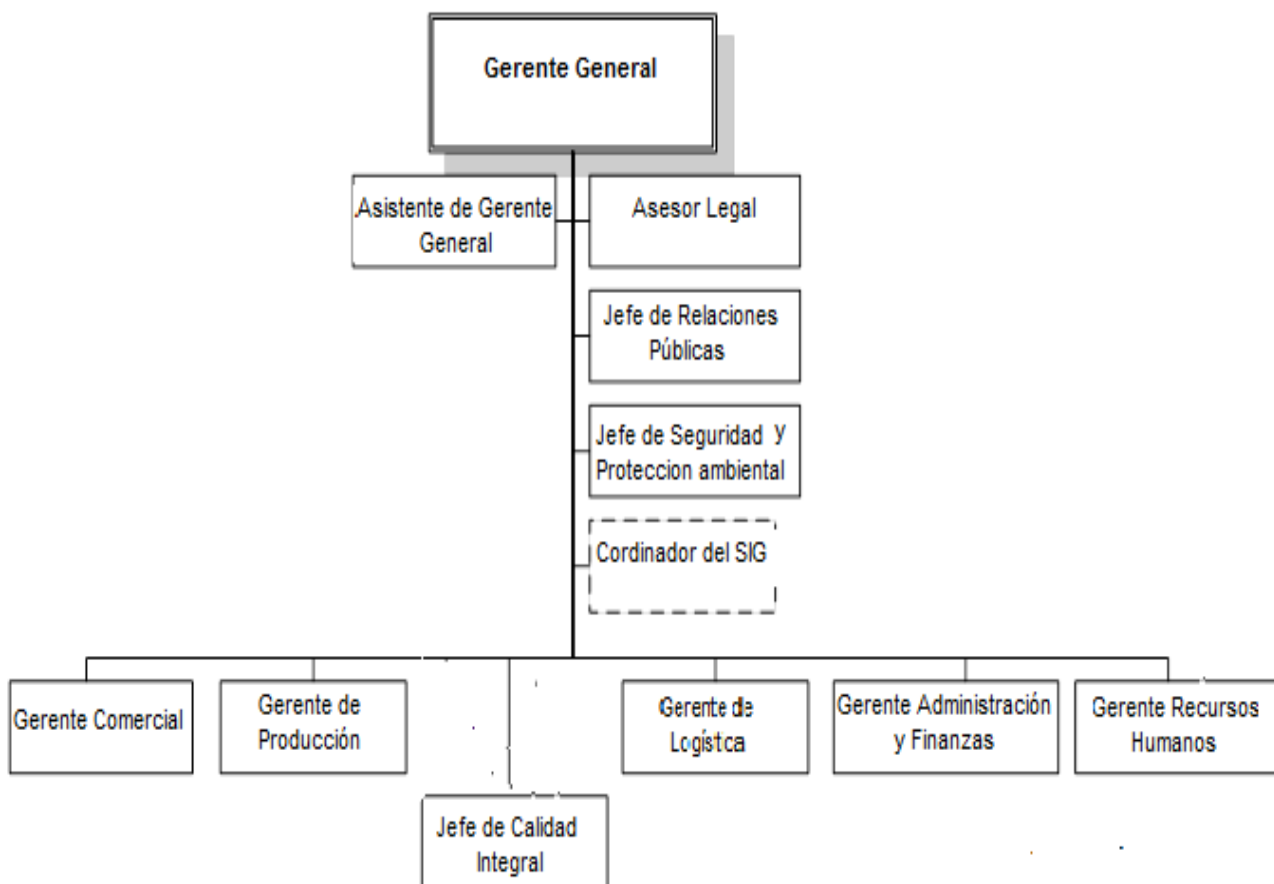 Gerente General
Asistente de Gerente
General
Asesor Legal
Jefe de Relaciones
Públicas
Jefe de Seguridad y
Proteccion ambiental
Cordinador del SIG
Gerente Comercial
Gerente de
Producción
Gerente de
Logística
Gerente Administración
y Finanzas
Gerente Recursos
Humanos
Jefe de Calidad
Integral